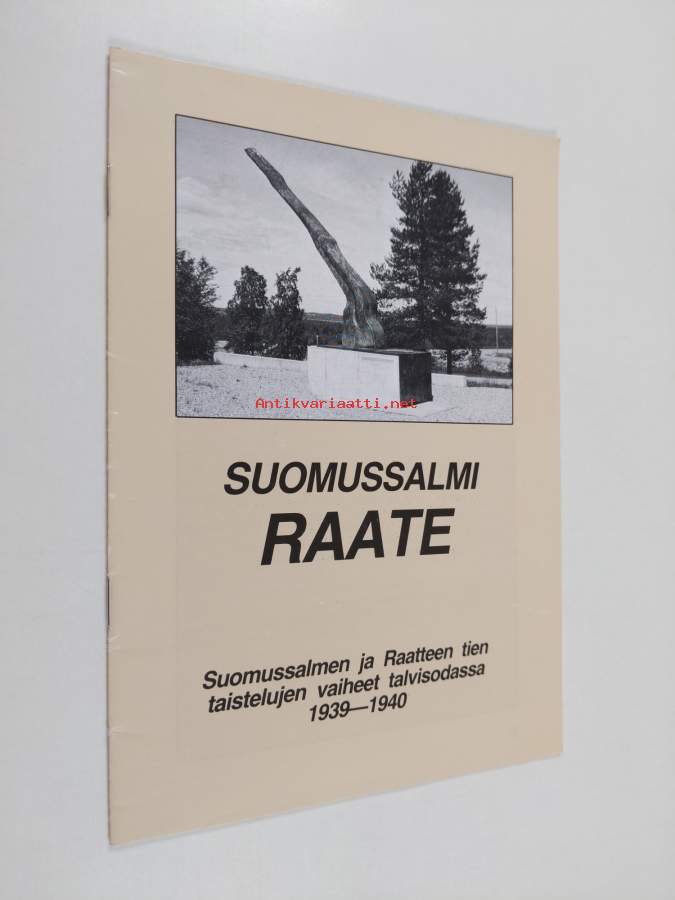 Antikvariaatti.net
SUOMUSSALMI
RAATE
Suomussalmen ja Raatteen tien
taistelujen vaiheet talvisodassa
1939—1940